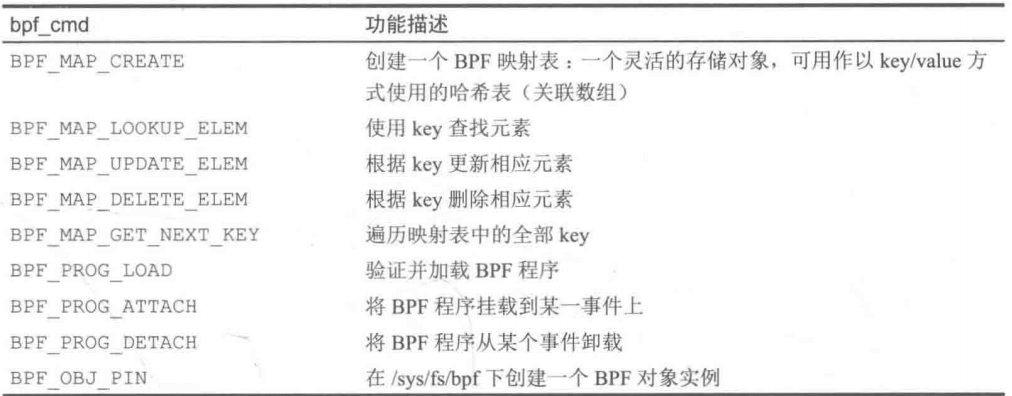 bpf_cmd 功能描述
BPF_MAP_CREATE 创建一个 BPF 映射表：一个灵活的存储对象，可用作以 key/value 方
式使用的哈希表（关联数组）
BPF_MAP_LOOKUP_ELEM 使用 key 查找元素
BPF_MAP_UPDATE_ELEM 根据 key 更新相应元素
BPF_MAP_DELETE_ELEM 根据 key 删除相应元素
BPF_MAP_GET_NEXT_KEY 遍历映射表中的全部 key
BPF_PROG_LOAD 验证并加载 BPF 程序
BPF_PROG_ATTACH 将 BPF 程序挂载到某一事件上
BPF_PROG_DETACH 将 BPF 程序从某个事件卸载
BPF_OBJ_PIN 在 /sys/fs/bpf 下创建一个 BPF 对象实例